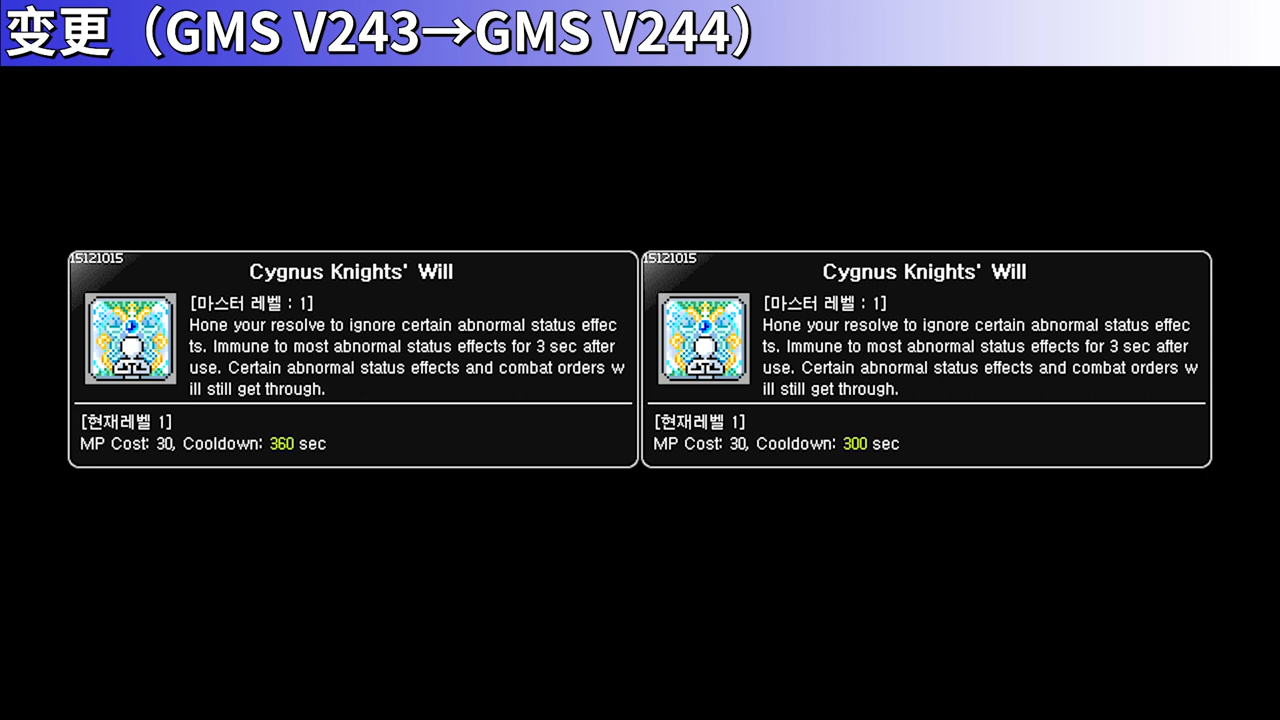 变更（GMS V243→GMS V244）
15121015
Cygnus Knights' Will
[마스터 레벨 : 1]
Hone your resolve to ignore certain abnormal status effec
ts. Immune to most abnormal status effects for 3 sec after
use. Certain abnormal status effects and combat orders w
ill still get through.
[현재레벨 1]
MP Cost: 30, Cooldown: 360 sec
15121015
Cygnus Knights' Will
[마스터 레벨 : 1]
Hone your resolve to ignore certain abnormal status effec
ts. Immune to most abnormal status effects for 3 sec after
use. Certain abnormal status effects and combat orders w
ill still get through.
[현재레벨 1]
MP Cost: 30, Cooldown: 300 sec